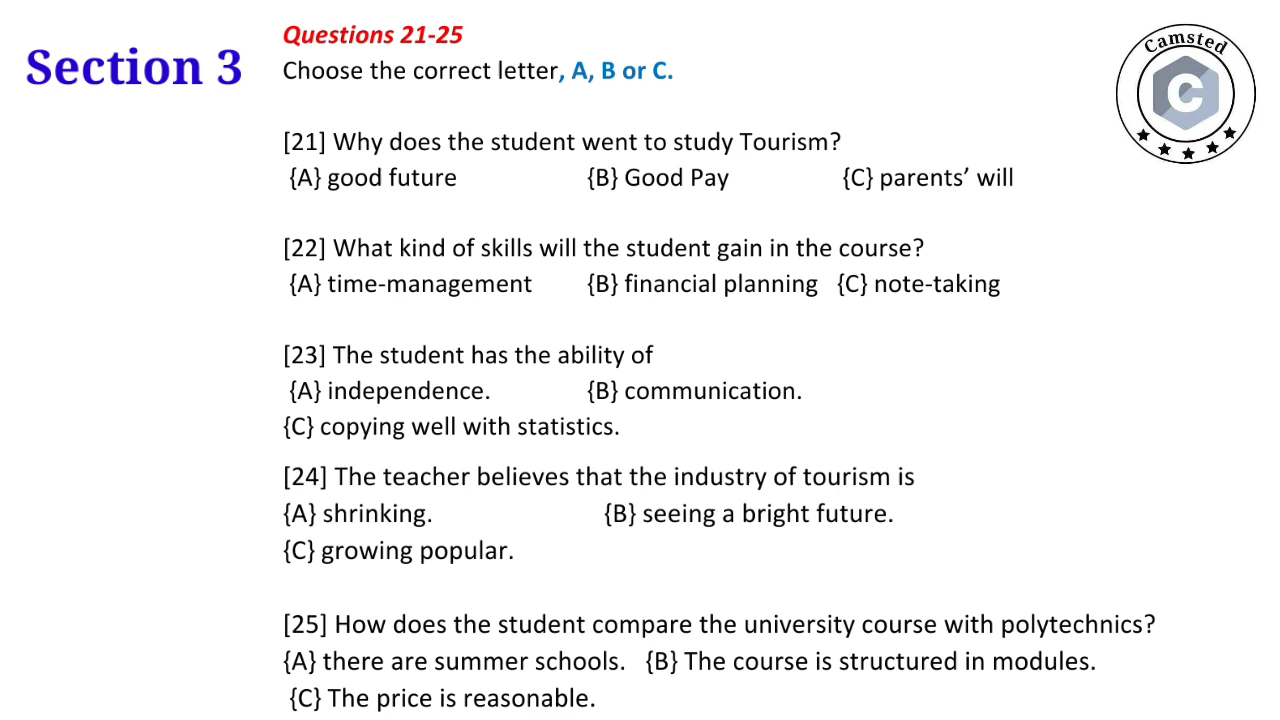 Section 3
Questions 21-25
Choose the correct letter, A, B or C.
Camsted
C
[21] Why does the student went to study Tourism?
{A} good future {B} Good Pay {C} parents’ will
[22] What kind of skills will the student gain in the course?
{A} time-management {B} financial planning {C} note-taking
[23] The student has the ability of
{A} independence. {B} communication.
{C} copying well with statistics.
[24] The teacher believes that the industry of tourism is
{A} shrinking. {B} seeing a bright future.
{C} growing popular.
[25] How does the student compare the university course with polytechnics?
{A} there are summer schools. {B} The course is structured in modules.
{C} The price is reasonable.